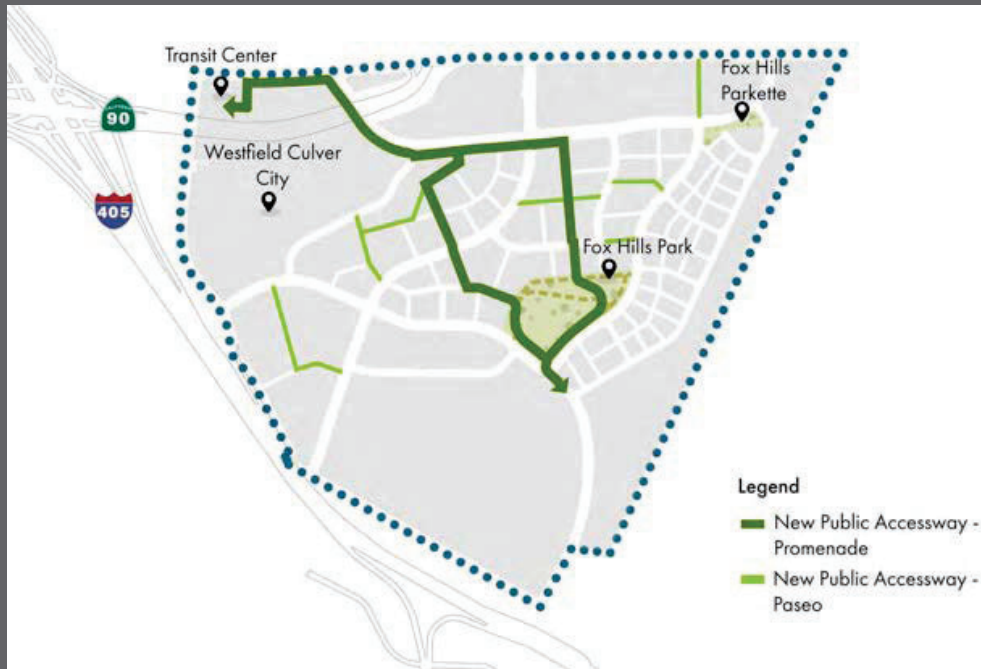 Transit Center
Fox Hills
Parkette
CALIFORNIA
90
Westfield Culver
City
405
Fox Hills Park
Legend
New Public Accessway -
Promenade
New Public Accessway -
Paseo